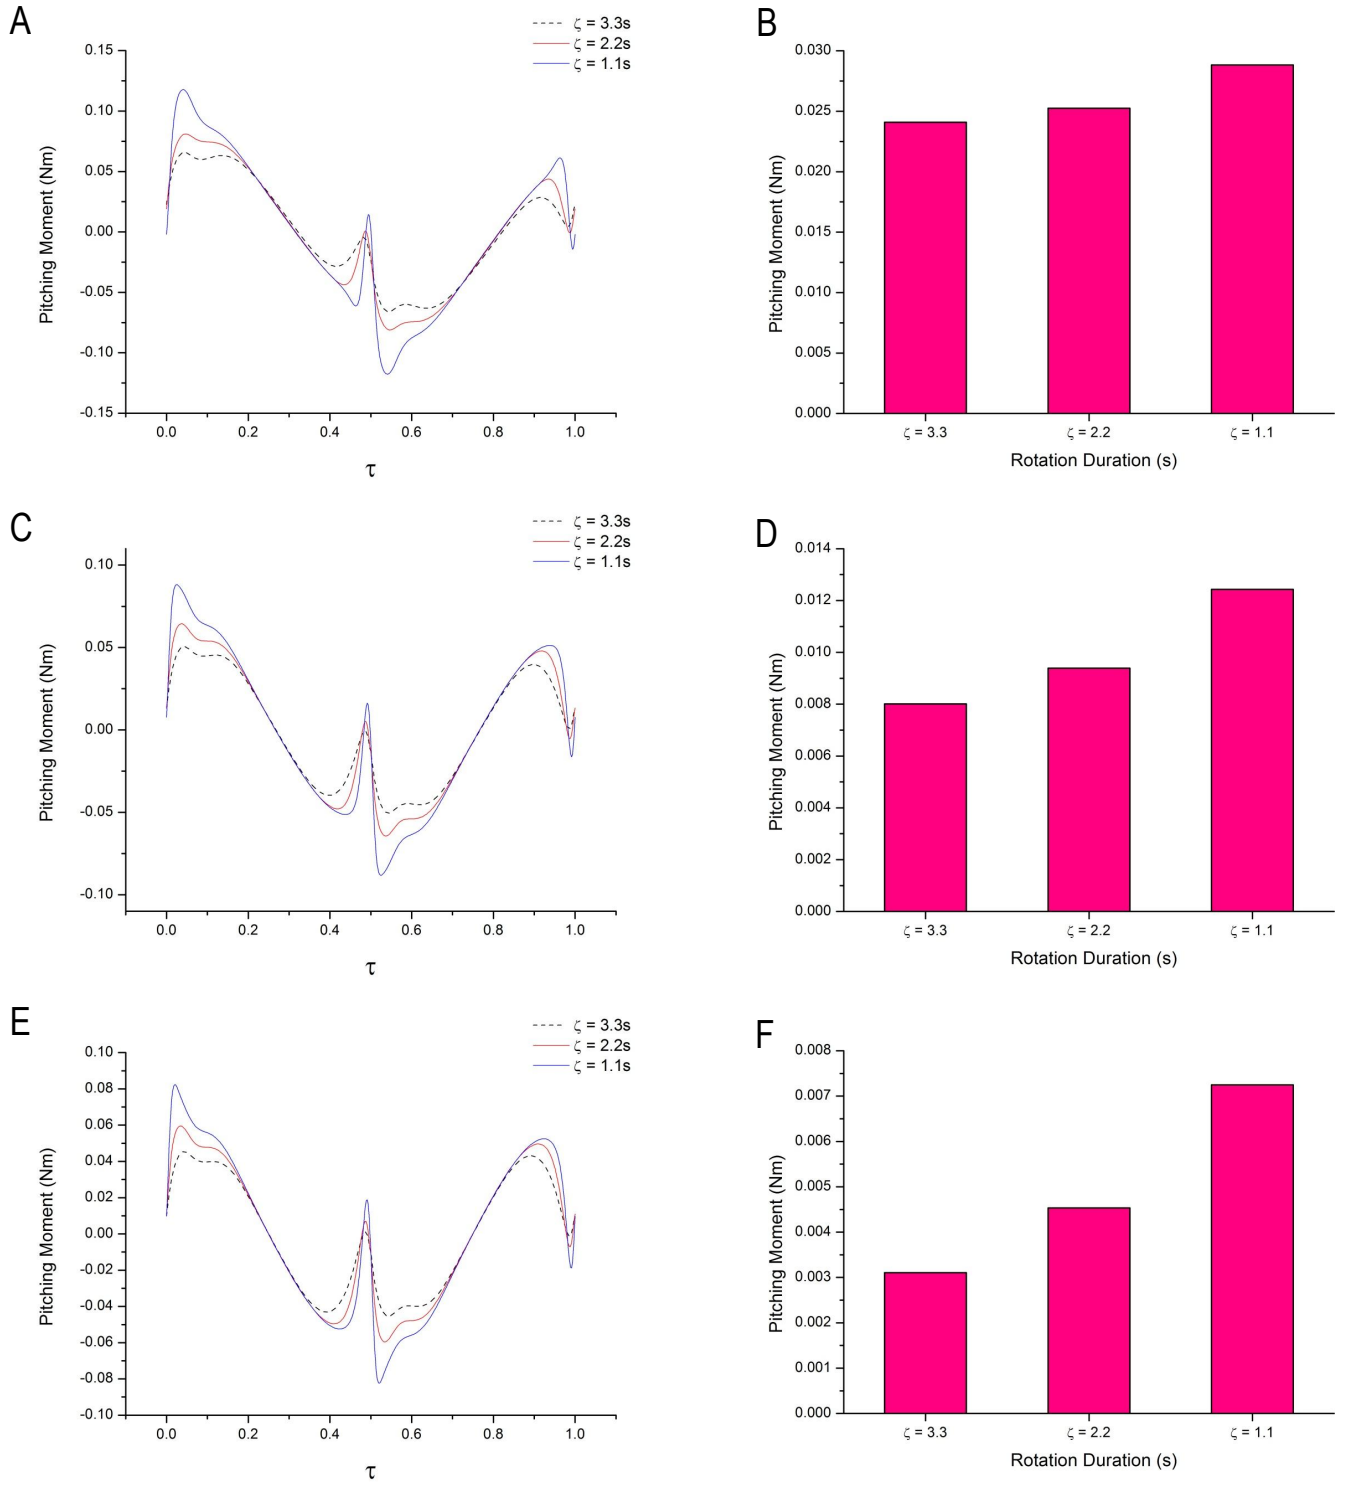 A
ζ = 3.3s
ζ = 2.2s
ζ = 1.1s
0.15
0.10
0.05
0.00
-0.05
-0.10
-0.15
Pitching Moment (Nm)
0.0 0.2 0.4 0.6 0.8 1.0
τ
B
0.030
0.025
0.020
0.015
0.010
0.005
0.000
Pitching Moment (Nm)
ζ = 3.3 ζ = 2.2 ζ = 1.1
Rotation Duration (s)
C
ζ = 3.3s
ζ = 2.2s
ζ = 1.1s
0.10
0.05
0.00
-0.05
-0.10
Pitching Moment (Nm)
0.0 0.2 0.4 0.6 0.8 1.0
τ
D
0.014
0.012
0.010
0.008
0.006
0.004
0.002
0.000
Pitching Moment (Nm)
ζ = 3.3 ζ = 2.2 ζ = 1.1
Rotation Duration (s)
E
ζ = 3.3s
ζ = 2.2s
ζ = 1.1s
0.10
0.08
0.06
0.04
0.02
0.00
-0.02
-0.04
-0.06
-0.08
-0.10
Pitching Moment (Nm)
0.0 0.2 0.4 0.6 0.8 1.0
τ
F
0.008
0.007
0.006
0.005
0.004
0.003
0.002
0.001
0.000
Pitching Moment (Nm)
ζ = 3.3 ζ = 2.2 ζ = 1.1
Rotation Duration (s)